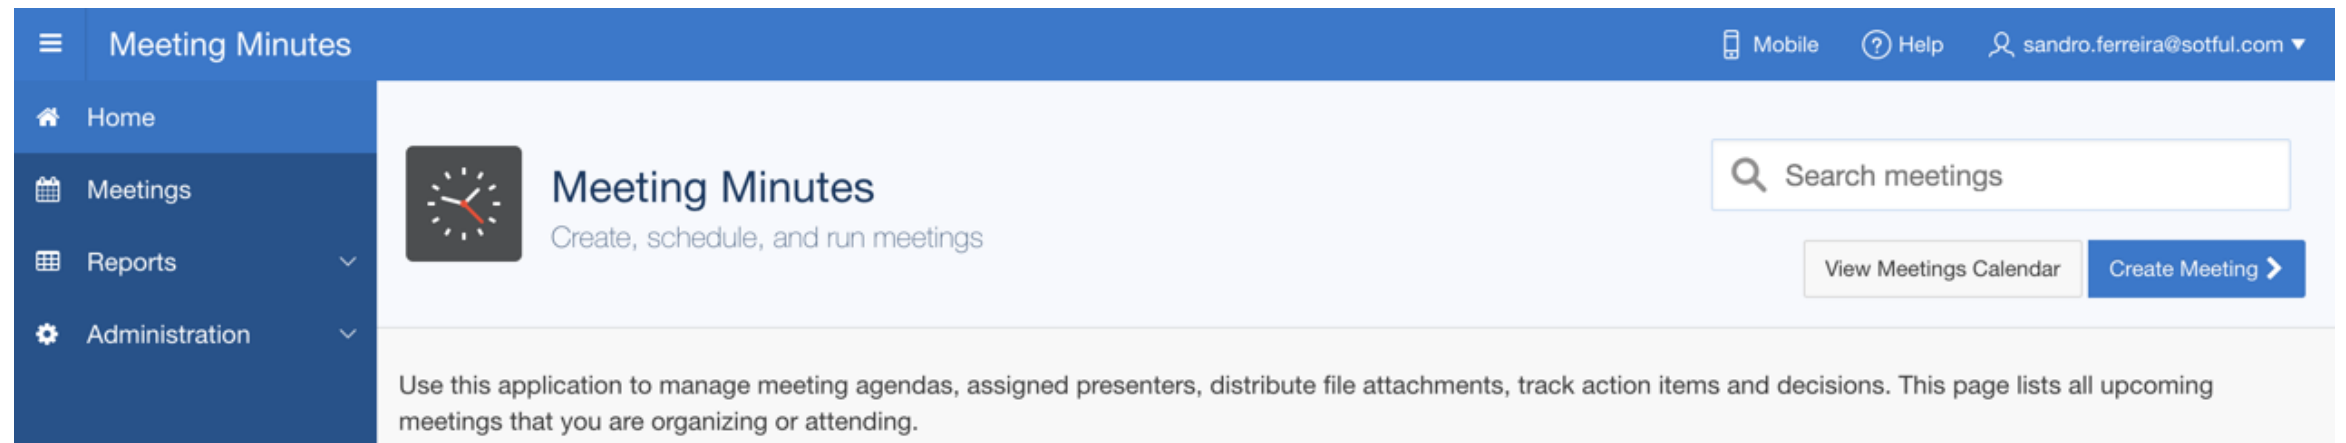 Meeting Minutes
Mobile
Help
sandro.ferreira@sotful.com
Home
Meetings
Reports
Administration
Meeting Minutes
Create, schedule, and run meetings
Search meetings
View Meetings Calendar
Create Meeting
Use this application to manage meeting agendas, assigned presenters, distribute file attachments, track action items and decisions. This page lists all upcoming
meetings that you are organizing or attending.